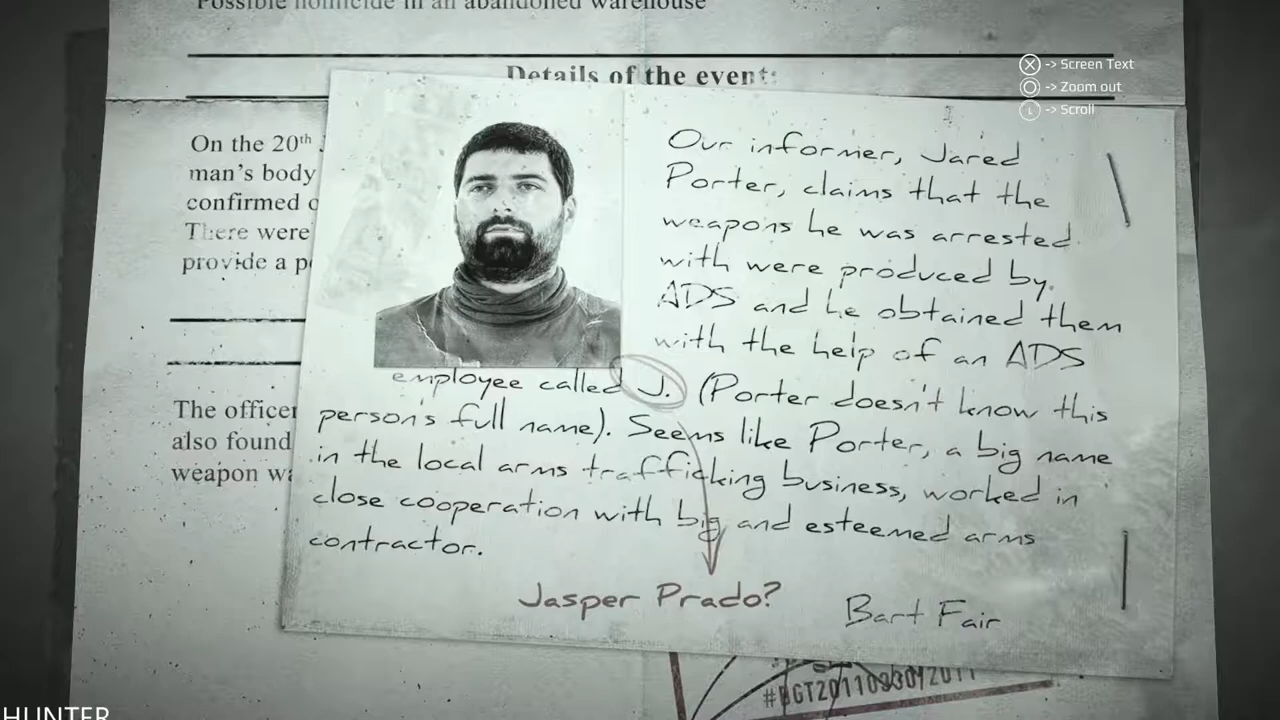 Possible homicide in an abandoned warehouse
Details of the event:
-> Screen Text
-> Zoom out
L -> Scroll
On the 20th
man's body
confirmed
There were
provide a
The officer
also found
weapon
Our informer, Jared
Porter, claims that the
weapons he was arrested
with were produced by
ADS and he obtained them
with the help of an ADS
employee called J. (Porter doesn't know this
person's full name). Seems like Porter, a big name
in the local arms trafficking business, worked in
close cooperation with big and esteemed arms
contractor.
Jasper Prado?
Bart Fair
HUNTER